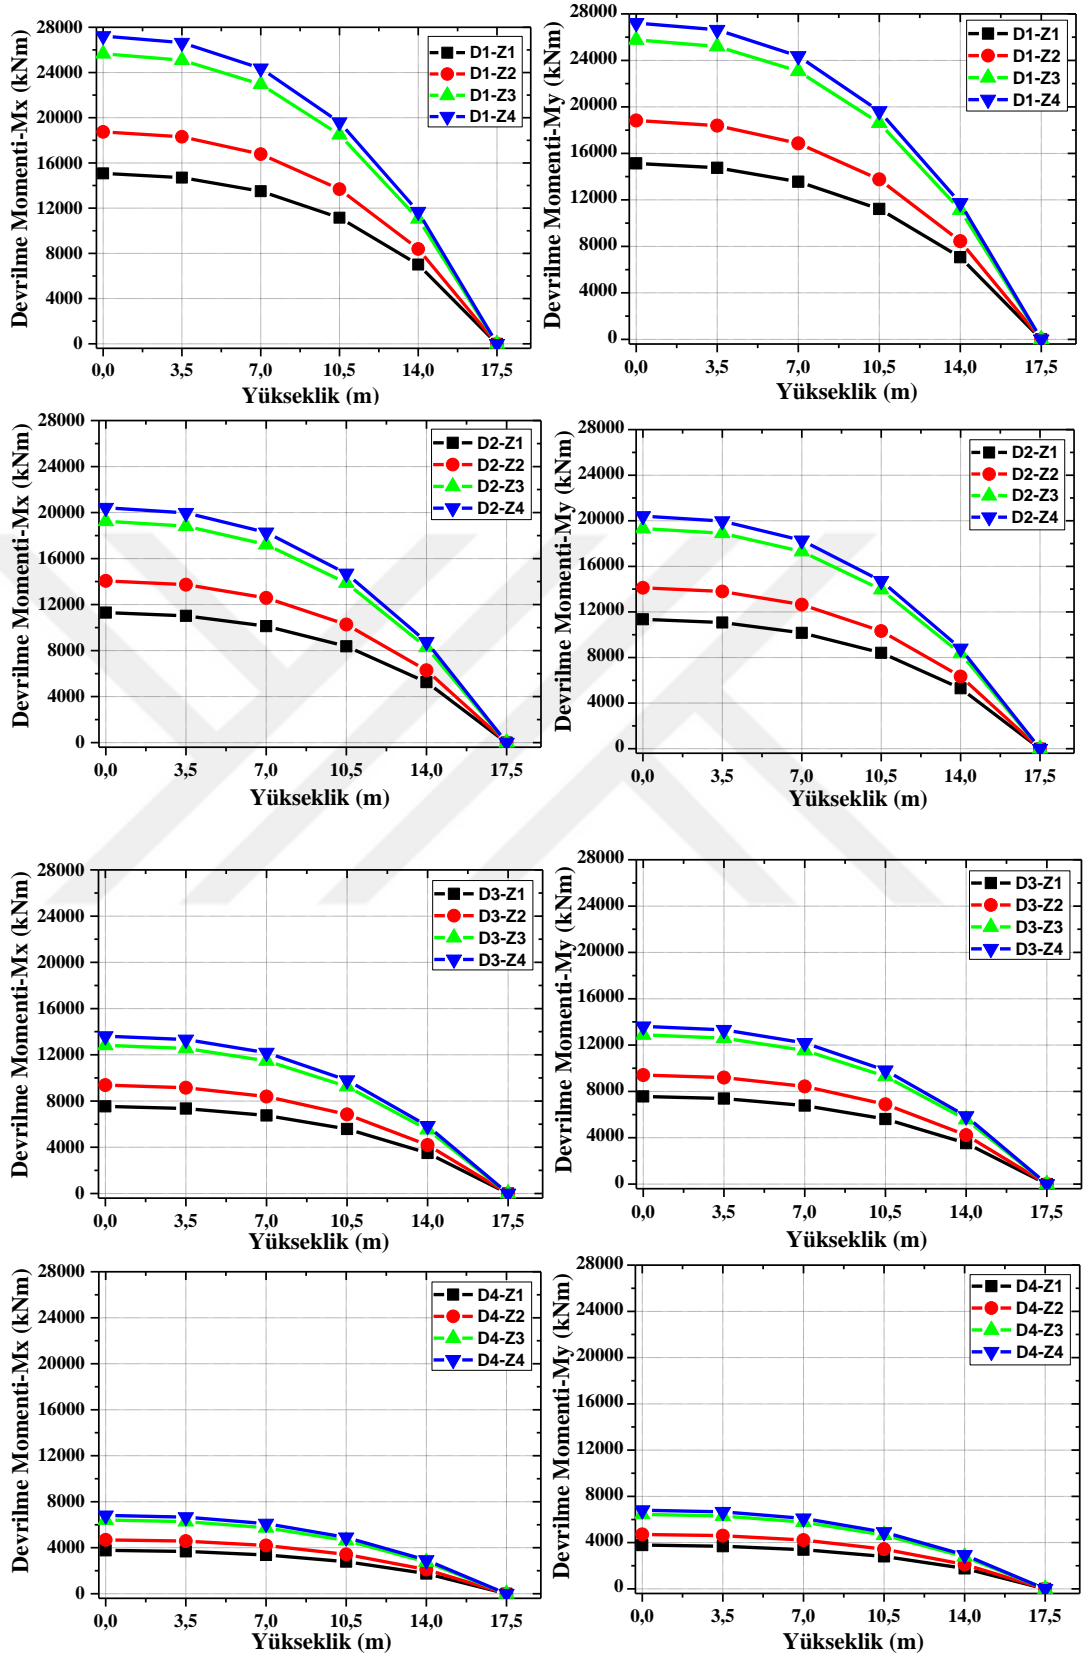 Devrilme Momenti-Mx (kNm)
28000
24000
20000
16000
12000
8000
4000
0
D1-Z1
D1-Z2
D1-Z3
D1-Z4
0,0 3,5 7,0 10,5 14,0 17,5
Yükseklik (m)
Devrilme Momenti-My (kNm)
28000
24000
20000
16000
12000
8000
4000
0
D1-Z1
D1-Z2
D1-Z3
D1-Z4
0,0 3,5 7,0 10,5 14,0 17,5
Yükseklik (m)
Devrilme Momenti-Mx (kNm)
28000
24000
20000
16000
12000
8000
4000
0
D2-Z1
D2-Z2
D2-Z3
D2-Z4
0,0 3,5 7,0 10,5 14,0 17,5
Yükseklik (m)
Devrilme Momenti-My (kNm)
28000
24000
20000
16000
12000
8000
4000
0
D2-Z1
D2-Z2
D2-Z3
D2-Z4
0,0 3,5 7,0 10,5 14,0 17,5
Yükseklik (m)
Devrilme Momenti-Mx (kNm)
28000
24000
20000
16000
12000
8000
4000
0
D3-Z1
D3-Z2
D3-Z3
D3-Z4
0,0 3,5 7,0 10,5 14,0 17,5
Yükseklik (m)
Devrilme Momenti-My (kNm)
28000
24000
20000
16000
12000
8000
4000
0
D3-Z1
D3-Z2
D3-Z3
D3-Z4
0,0 3,5 7,0 10,5 14,0 17,5
Yükseklik (m)
Devrilme Momenti-Mx (kNm)
28000
24000
20000
16000
12000
8000
4000
0
D4-Z1
D4-Z2
D4-Z3
D4-Z4
0,0 3,5 7,0 10,5 14,0 17,5
Yükseklik (m)
Devrilme Momenti-My (kNm)
28000
24000
20000
16000
12000
8000
4000
0
D4-Z1
D4-Z2
D4-Z3
D4-Z4
0,0 3,5 7,0 10,5 14,0 17,5
Yükseklik (m)